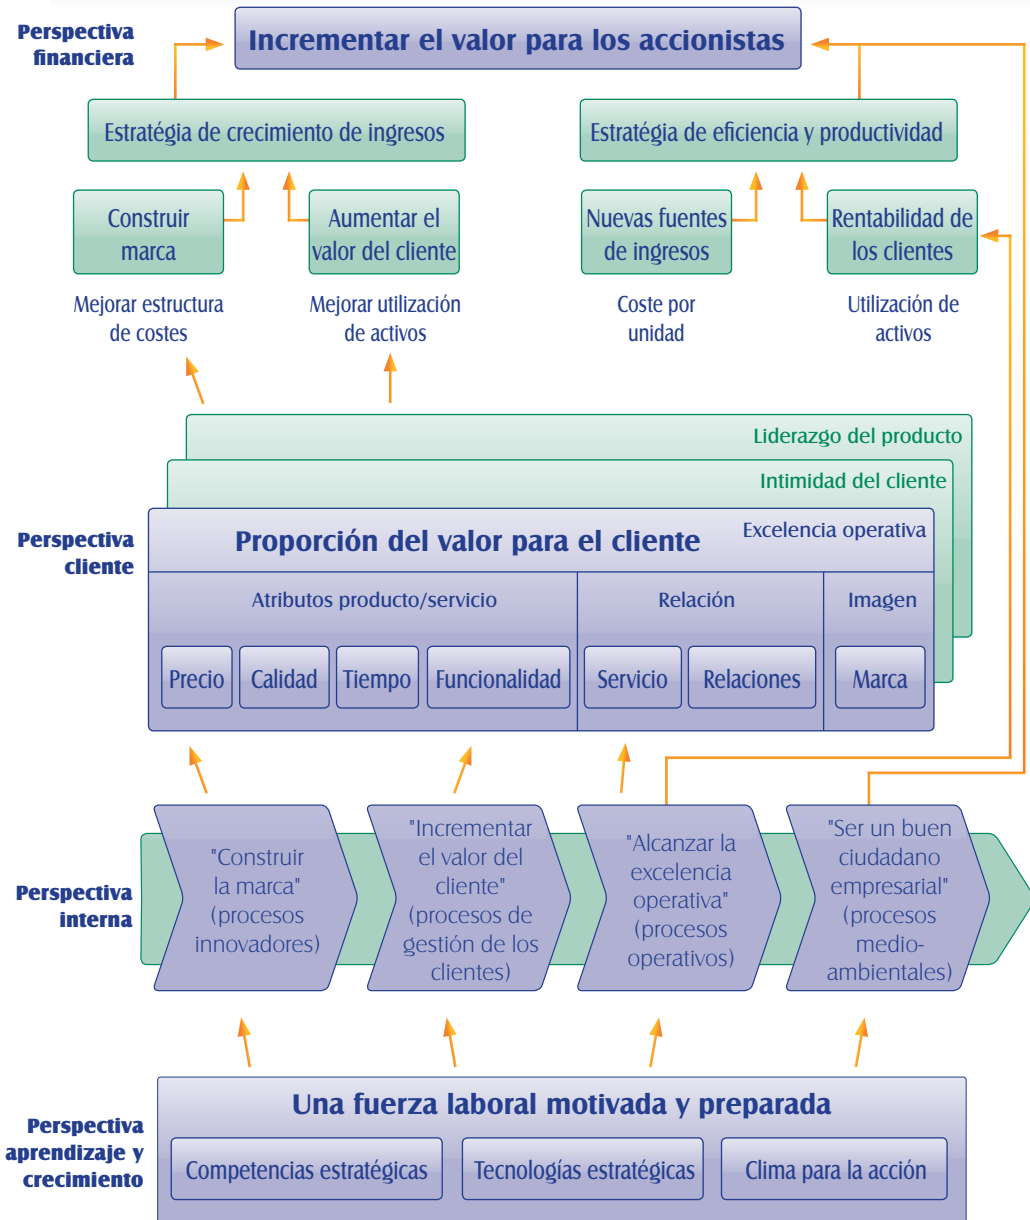 Perspectiva
financiera
Incrementar el valor para los accionistas
Estratégia de crecimiento de ingresos
Estratégia de eficiencia y productividad
Construir
marca
Aumentar el
valor del cliente
Nuevas fuentes
de ingresos
Rentabilidad de
los clientes
Mejorar estructura
de costes
Mejorar utilización
de activos
Coste por
unidad
Utilización de
activos
Liderazgo del producto
Intimidad del cliente
Perspectiva
cliente
Proporción del valor para el cliente
Excelencia operativa
Atributos producto/servicio
Relación
Imagen
Precio
Calidad
Tiempo
Funcionalidad
Servicio
Relaciones
Marca
Perspectiva
interna
"Construir
la marca"
(procesos
innovadores)
"Incrementar
el valor del
cliente"
(procesos de
gestión de los
clientes)
"Alcanzar la
excelencia
operativa"
(procesos
operativos)
"Ser un buen
ciudadano
empresarial"
(procesos
medio-
ambientales)
Perspectiva
aprendizaje y
crecimiento
Una fuerza laboral motivada y preparada
Competencias estratégicas
Tecnologías estratégicas
Clima para la acción